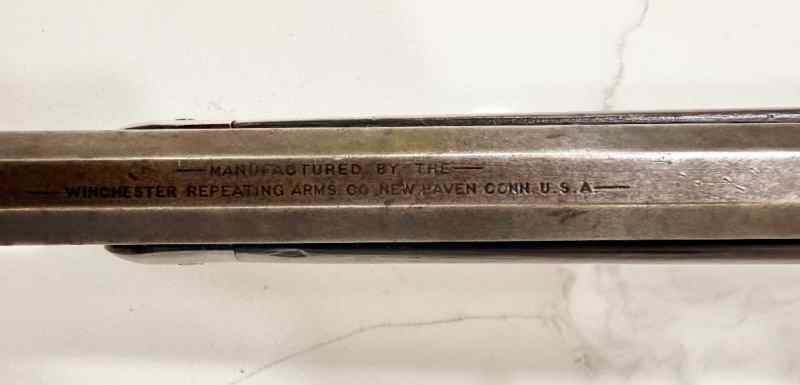 —MANUFACTURED BY THE—
—WINCHESTER REPEATING ARMS. CO. NEW HAVEN CONN. U.S.A.—